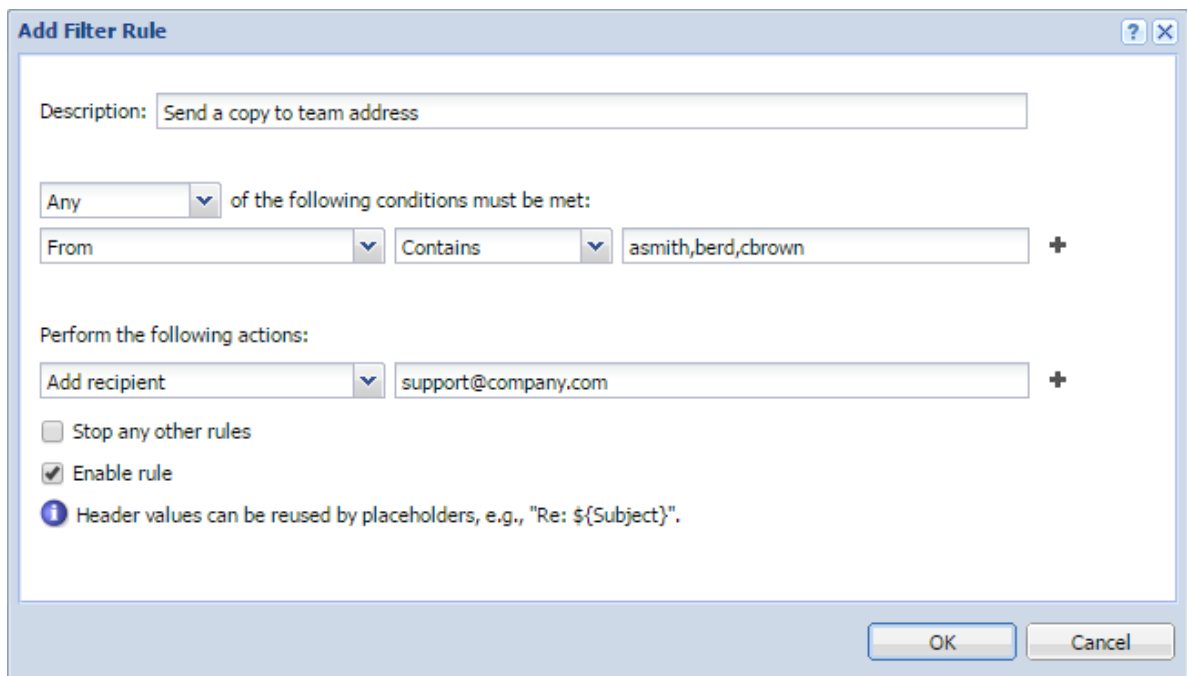 Add Filter Rule ?
Description: Send a copy to team address
Any of the following conditions must be met:
From Contains asmith,berd,cbrown
Perform the following actions:
Add recipient support@company.com
Stop any other rules
Enable rule
Header values can be reused by placeholders, e.g., "Re: ${Subject}".
OK Cancel